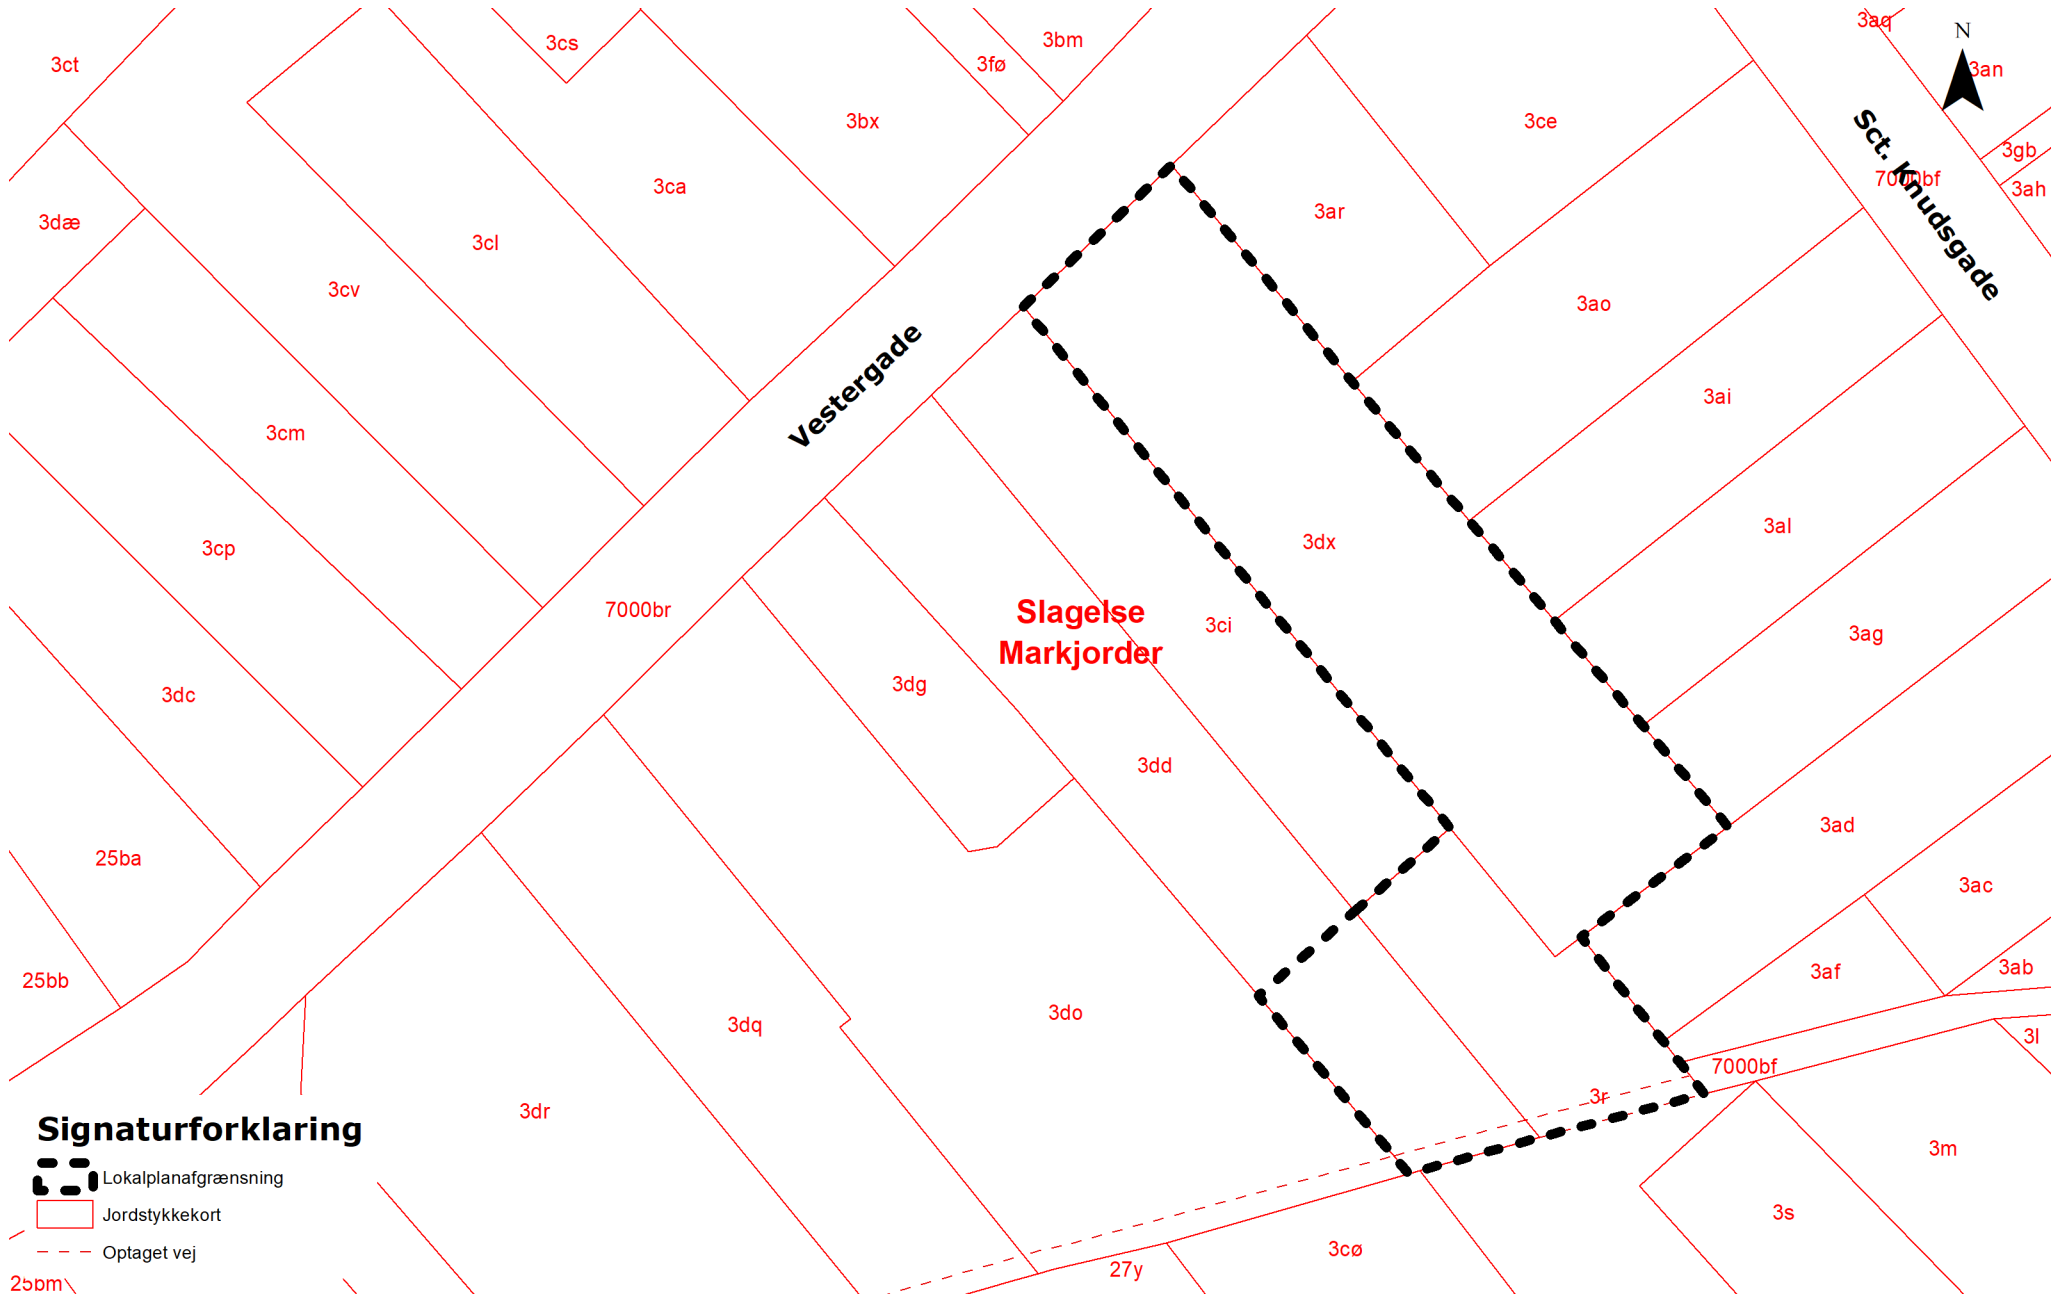 3aq
N
3cs
3bm
3ct
3fø
3an
3bx
3ce
Sct. Knudsgade
3gb
7000bf
3ca
3ah
3ar
3dæ
3cl
3cv
3ao
Vestergade
3ai
3cm
3al
3dx
3cp
7000br
Slagelse
Markjorder
3ci
3ag
3dg
3dc
3dd
3ad
25ba
3ac
3ab
3af
25bb
3do
3dq
3l
7000bf
3r
3dr
3m
3s
3cø
27y
Signaturforklaring
Lokalplanafgrænsning
Jordstykkekort
Optaget vej
25bm